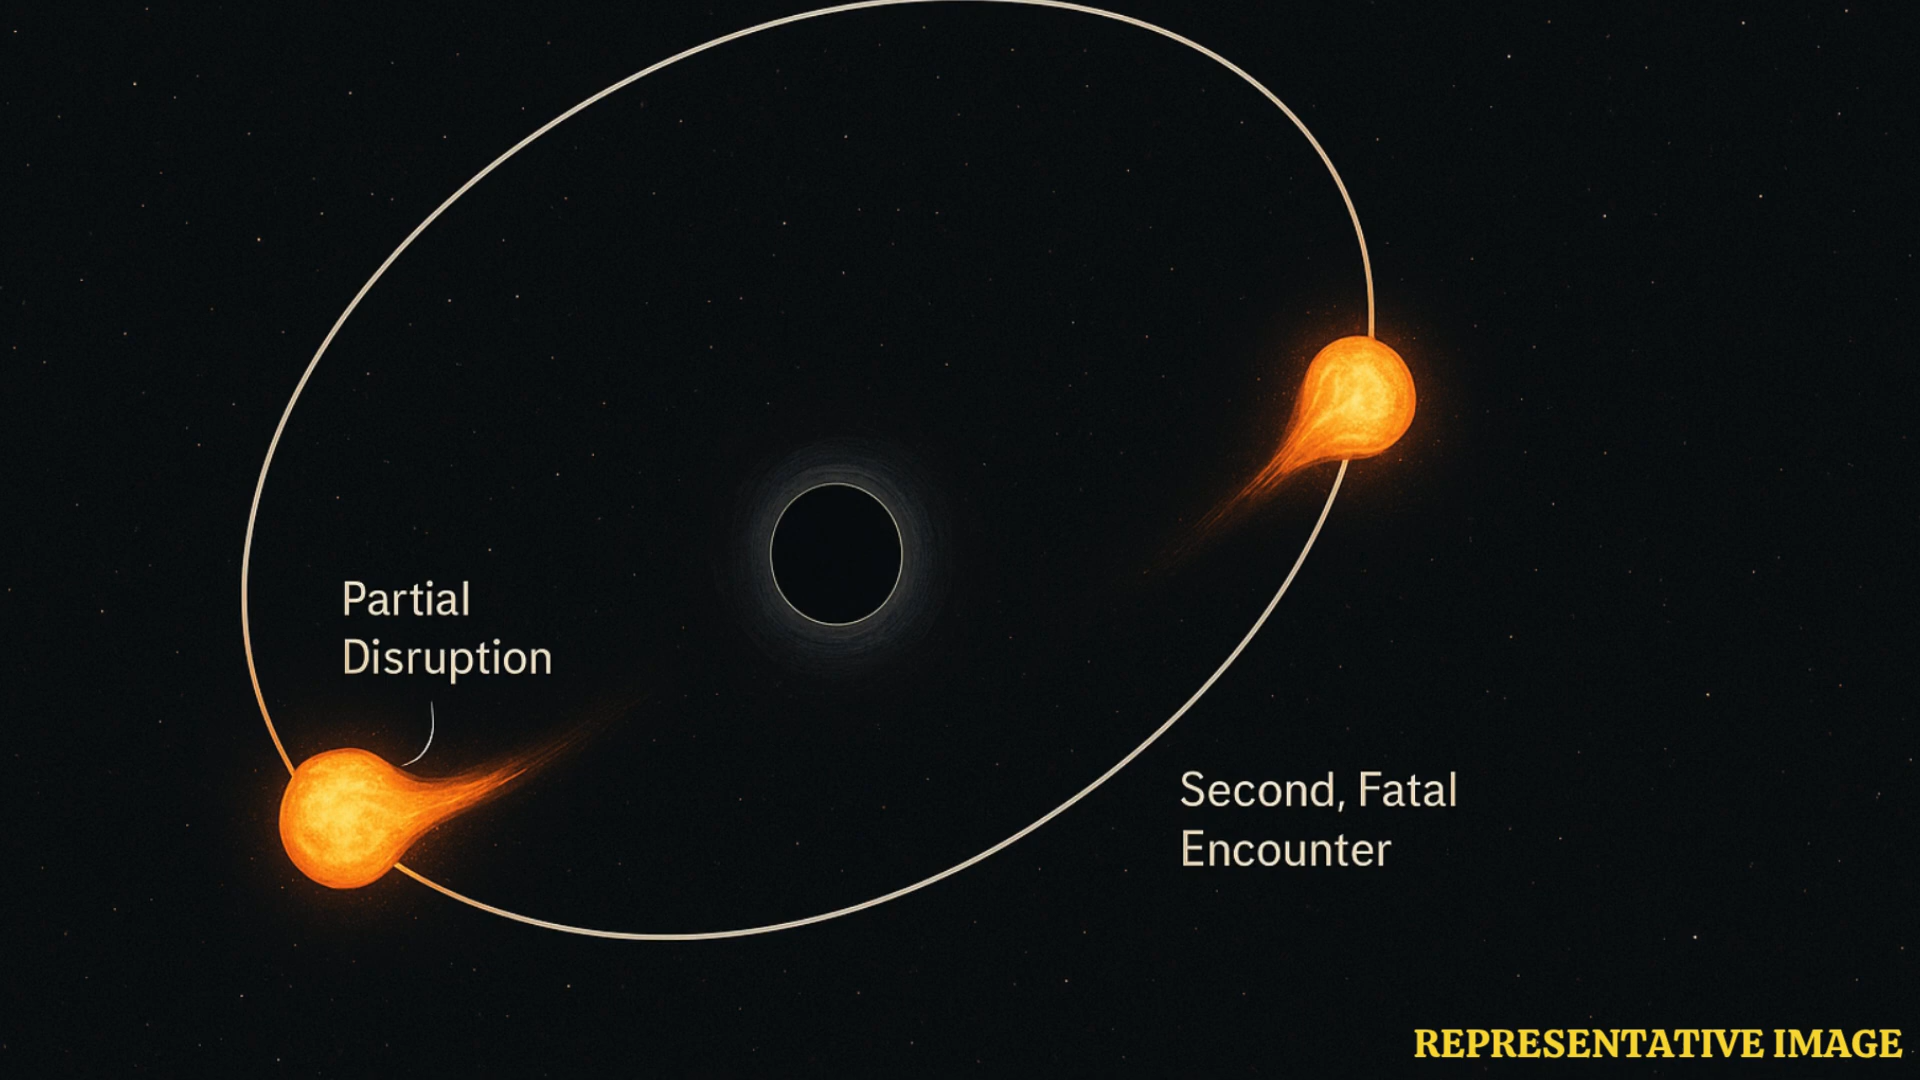 Partial
Disruption
Second, Fatal
Encounter
REPRESENTATIVE IMAGE